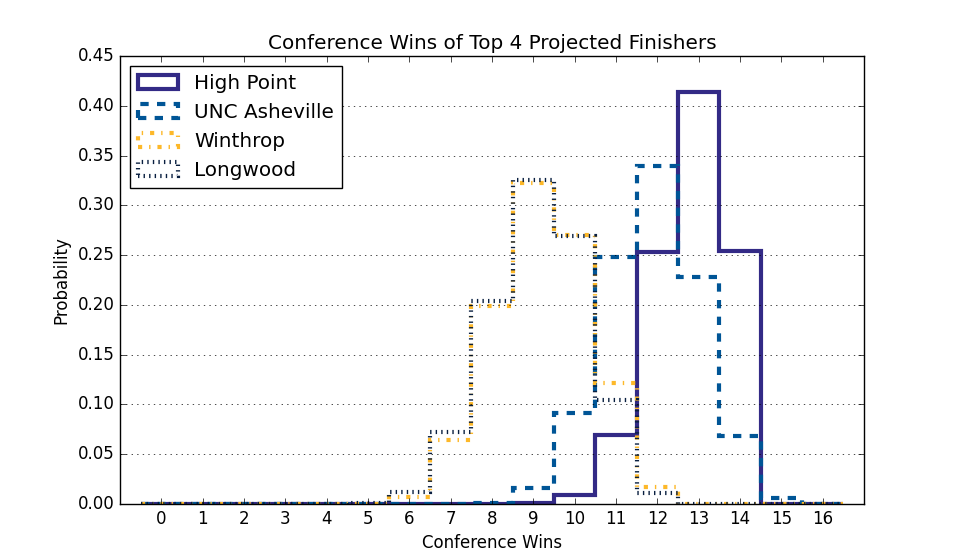 Conference Wins of Top 4 Projected Finishers
0.45
0.40
0.35
0.30
0.25
0.20
0.15
0.10
0.05
0.00
Probability
High Point
UNC Asheville
Winthrop
Longwood
0 1 2 3 4 5 6 7 8 9 10 11 12 13 14 15 16
Conference Wins